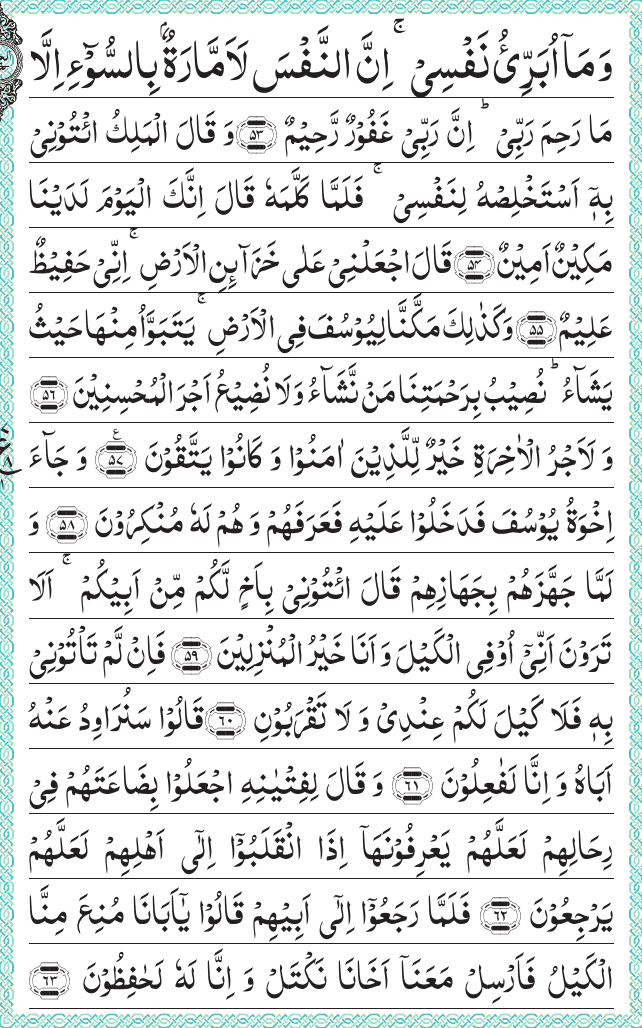 وَمَاۤ اُبَرِّئُ نَفۡسِیۡ ۚ اِنَّ النَّفۡسَ لَاَمَّارَةٌۢ بِالسُّوۡٓءِ اِلَّا
مَا رَحِمَ رَبِّیۡ ؕ اِنَّ رَبِّیۡ غَفُوۡرٌ رَّحِیۡمٌ ﴿۵۳﴾ وَ قَالَ الۡمَلِكُ ائۡتُوۡنِیۡ
بِهٖۤ اَسۡتَخۡلِصۡهُ لِنَفۡسِیۡ ۚ فَلَمَّا كَلَّمَهٗ قَالَ اِنَّكَ الۡیَوۡمَ لَدَیۡنَا
مَكِیۡنٌ اَمِیۡنٌ ﴿۵۴﴾ قَالَ اجۡعَلۡنِیۡ عَلٰی خَزَآئِنِ الۡاَرۡضِ ۚ اِنِّیۡ حَفِیۡظٌ
عَلِیۡمٌ ﴿۵۵﴾ وَكَذٰلِكَ مَكَّنَّا لِیُوۡسُفَ فِی الۡاَرۡضِ ۚ یَتَبَوَّاُ مِنۡهَا حَیۡثُ
یَشَآءُ ؕ نُصِیۡبُ بِرَحۡمَتِنَا مَنۡ نَّشَآءُ وَلَا نُضِیۡعُ اَجۡرَ الۡمُحۡسِنِیۡنَ ﴿۵۶﴾
وَ لَاَجۡرُ الۡاٰخِرَةِ خَیۡرٌ لِّلَّذِیۡنَ اٰمَنُوۡا وَ كَانُوۡا یَتَّقُوۡنَ ﴿۵۷﴾ وَ جَآءَ
اِخۡوَةُ یُوۡسُفَ فَدَخَلُوۡا عَلَیۡهِ فَعَرَفَهُمۡ وَ هُمۡ لَهٗ مُنۡكِرُوۡنَ ﴿۵۸﴾ وَ
لَمَّا جَهَّزَهُمۡ بِجَهَازِهِمۡ قَالَ ائۡتُوۡنِیۡ بِاَخٍ لَّكُمۡ مِّنۡ اَبِیۡكُمۡ ۚ اَلَا
تَرَوۡنَ اَنِّیۡۤ اُوۡفِی الۡكَیۡلَ وَ اَنَا خَیۡرُ الۡمُنۡزِلِیۡنَ ﴿۵۹﴾ فَاِنۡ لَّمۡ تَاۡتُوۡنِیۡ
بِهٖ فَلَا كَیۡلَ لَكُمۡ عِنۡدِیۡ وَ لَا تَقۡرَبُوۡنِ ﴿۶۰﴾ قَالُوۡا سَنُرَاوِدُ عَنۡهُ
اَبَاهُ وَ اِنَّا لَفٰعِلُوۡنَ ﴿۶۱﴾ وَ قَالَ لِفِتۡیٰنِهِ اجۡعَلُوۡا بِضَاعَتَهُمۡ فِیۡ
رِحَالِهِمۡ لَعَلَّهُمۡ یَعۡرِفُوۡنَهَاۤ اِذَا انۡقَلَبُوۡۤا اِلٰۤی اَهۡلِهِمۡ لَعَلَّهُمۡ
یَرۡجِعُوۡنَ ﴿۶۲﴾ فَلَمَّا رَجَعُوۡۤا اِلٰۤی اَبِیۡهِمۡ قَالُوۡا یٰۤاَبَانَا مُنِعَ مِنَّا
الۡكَیۡلُ فَاَرۡسِلۡ مَعَنَاۤ اَخَانَا نَكۡتَلۡ وَ اِنَّا لَهٗ لَحٰفِظُوۡنَ ﴿۶۳﴾